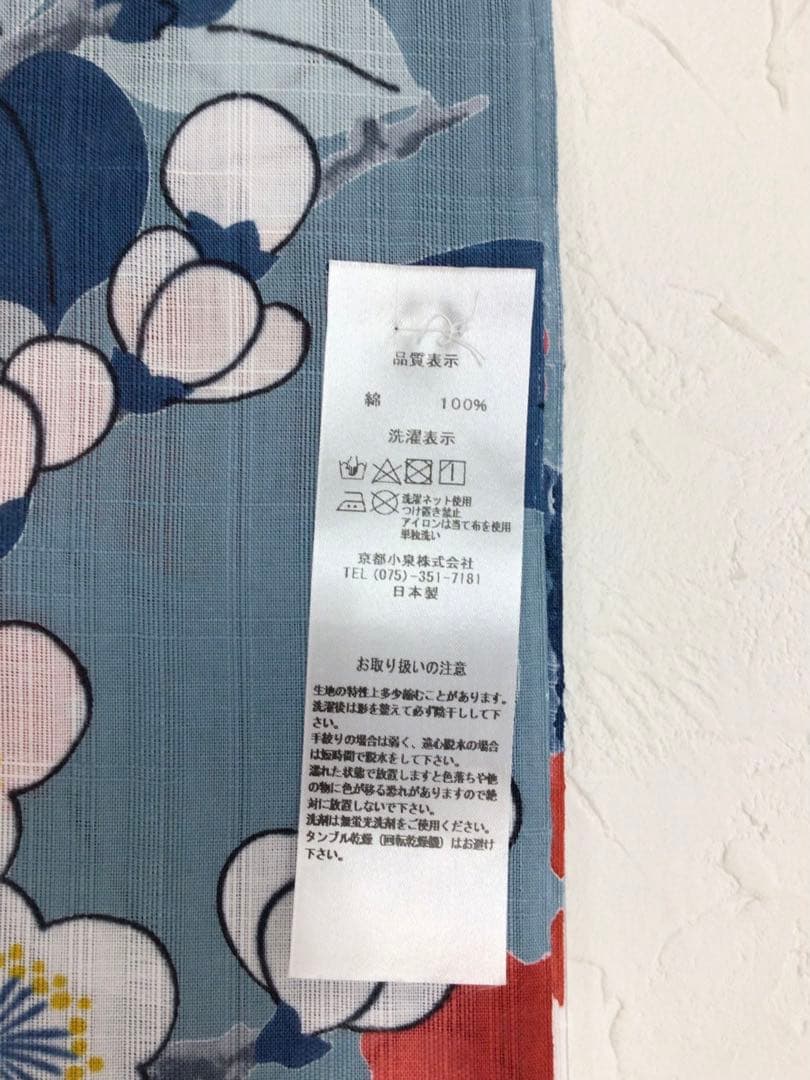 品質表示
綿 100%
洗濯表示
洗濯ネット使用
つけ置き禁止
アイロンは当て布を使用
単独洗い
京都小泉株式会社
TEL (075)-351-7181
日本製
お取り扱いの注意
生地の特性上多少縮むことがあります。
洗濯後は形を整えて必ず陰干しして下
さい。
手絞りの場合は弱く、遠心脱水の場合
は短時間で脱水をして下さい。
濡れた状態で放置しますと色落ちや他
の物に色が移る恐れがありますので絶
対に放置しないで下さい。
洗剤は無蛍光洗剤をご使用ください。
タンブル乾燥（回転乾燥機）はお避け
下さい。